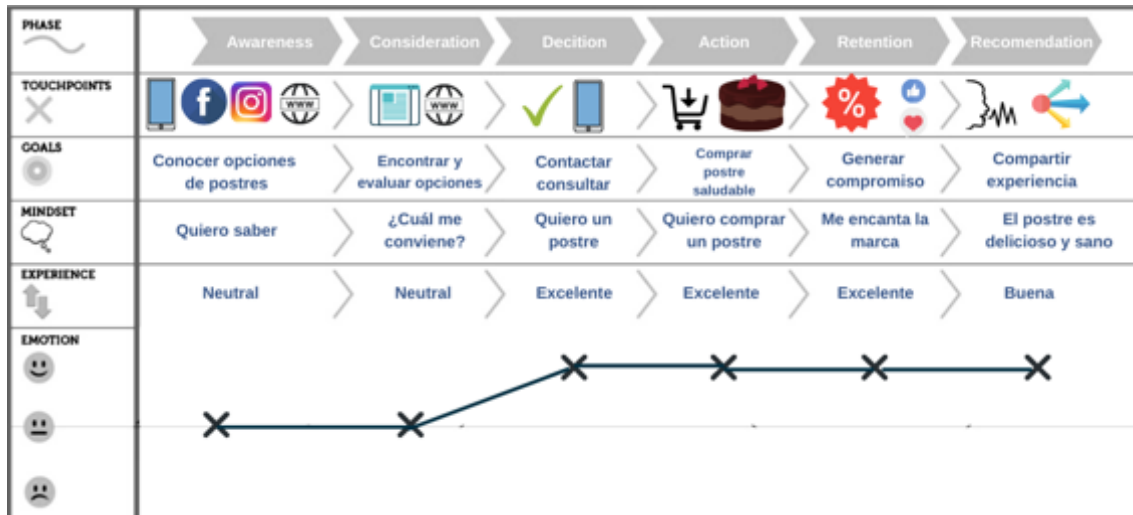 PHASE
Awareness Consideration Decition Action Retention Recomendation
TOUCHPOINTS
f www www %
GOALS
Conocer opciones
de postres
Encontrar y
evaluar opciones
Contactar
consultar
Comprar
postre
saludable
Generar
compromiso
Compartir
experiencia
MINDSET
Quiero saber
¿Cuál me
conviene?
Quiero un
postre
Quiero comprar
un postre
Me encanta la
marca
El postre es
delicioso y sano
EXPERIENCE
Neutral Neutral Excelente Excelente Excelente Buena
EMOTION